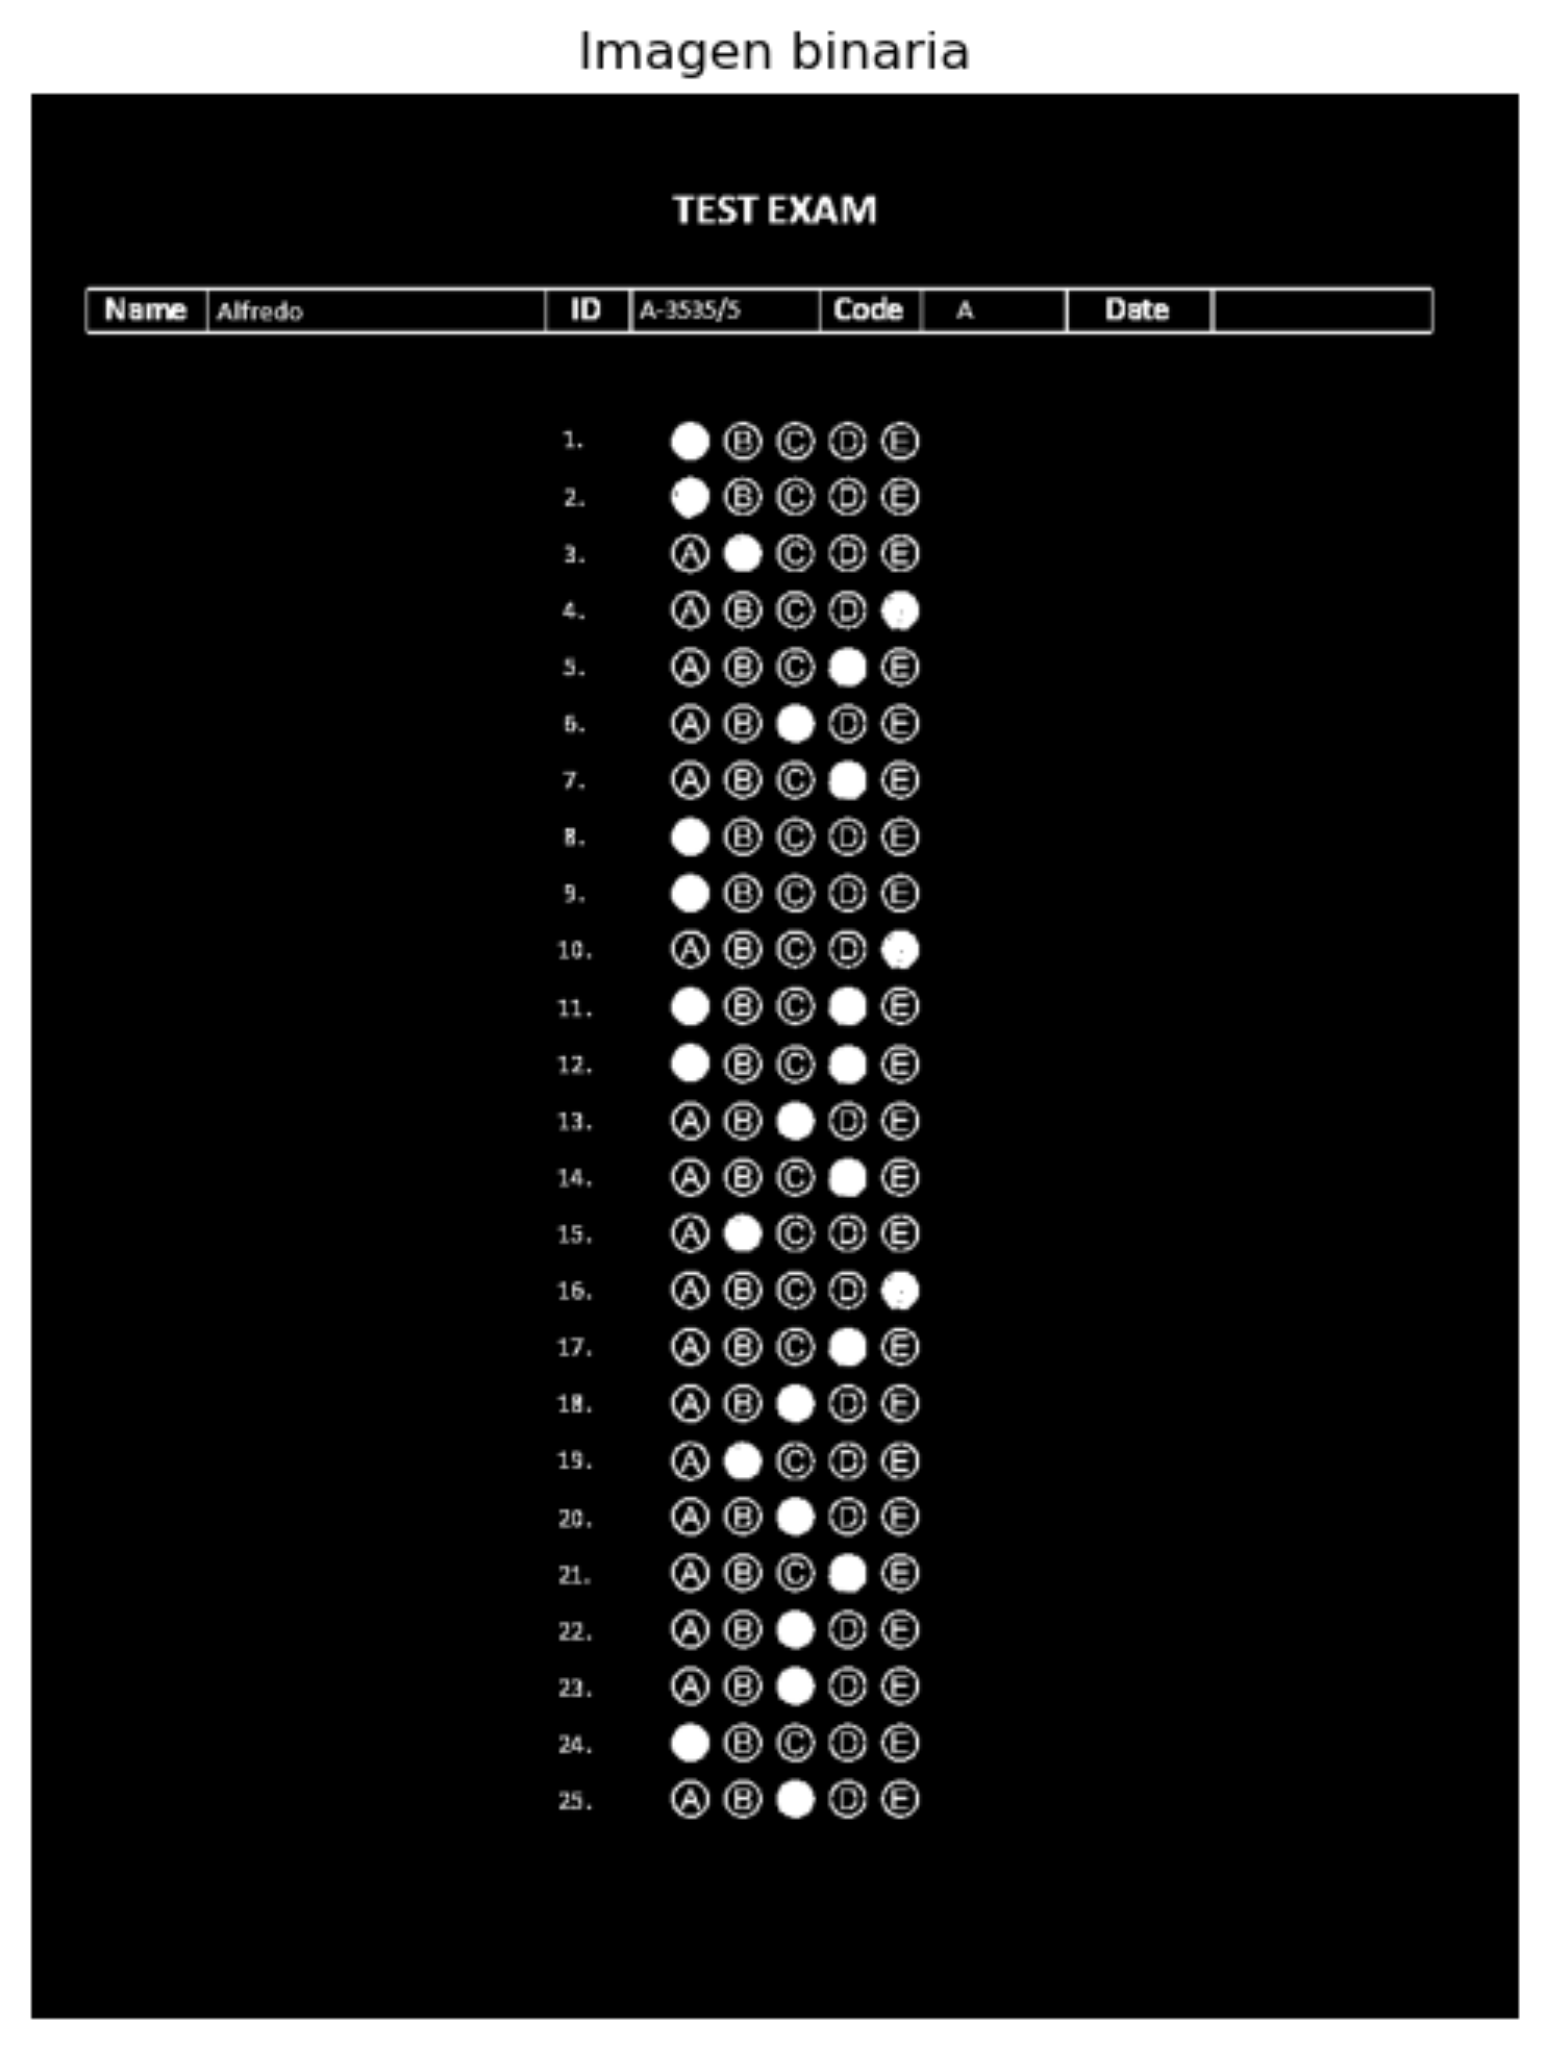 Imagen binaria
TEST EXAM
Name Alfredo ID A-3535/5 Code A Date
1. B C D E
2. B C D E
3. A C D E
4. A B C D
5. A B C E
6. A B D E
7. A B C E
8. B C D E
9. B C D E
10. A B C D
11. B C E
12. B C E
13. A B D E
14. A B C E
15. A C D E
16. A B C D
17. A B C E
18. A B D E
19. A C D E
20. A B D E
21. A B C E
22. A B D E
23. A B D E
24. B C D E
25. A B D E